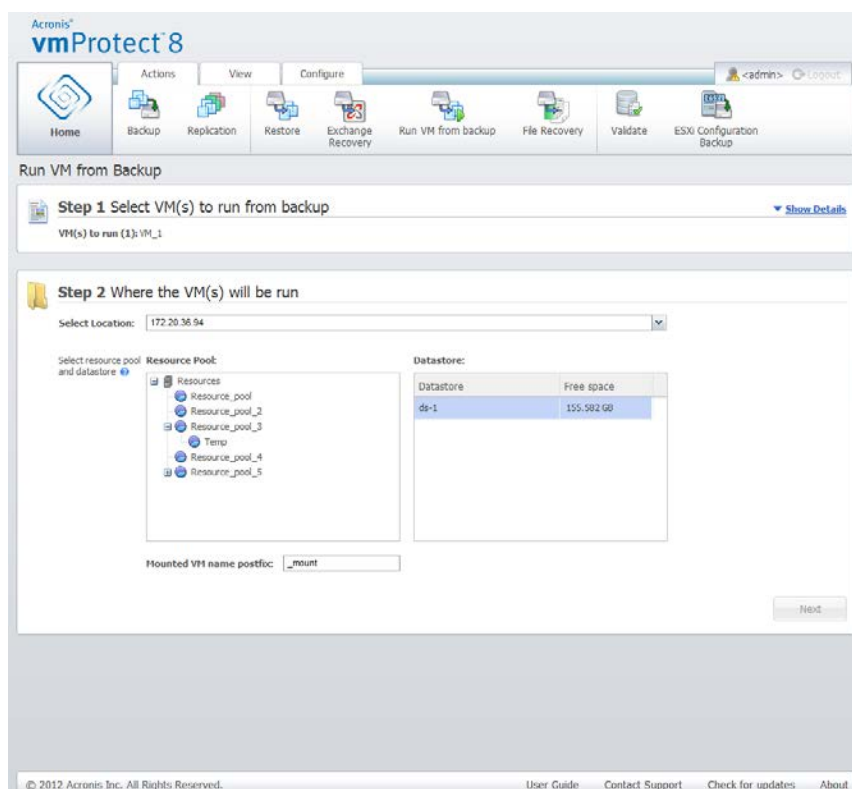 Acronis®
vmProtect™8
Actions View Configure
<admin> Logout
Home
Backup
Replication
Restore
Exchange Recovery
Run VM from backup
File Recovery
Validate
ESXi Configuration Backup
Run VM from Backup
Step 1 Select VM(s) to run from backup
Show Details
VM(s) to run (1): VM_1
Step 2 Where the VM(s) will be run
Select Location: 172.20.36.94
Select resource pool and datastore
Resource Pool:
Resources
Resource_pool
Resource_pool_2
Resource_pool_3
Temp
Resource_pool_4
Resource_pool_5
Datastore:
Datastore Free space
ds-1 155.582 GB
Mounted VM name postfix: _mount
Next
© 2012 Acronis Inc. All Rights Reserved.
User Guide Contact Support Check for updates About